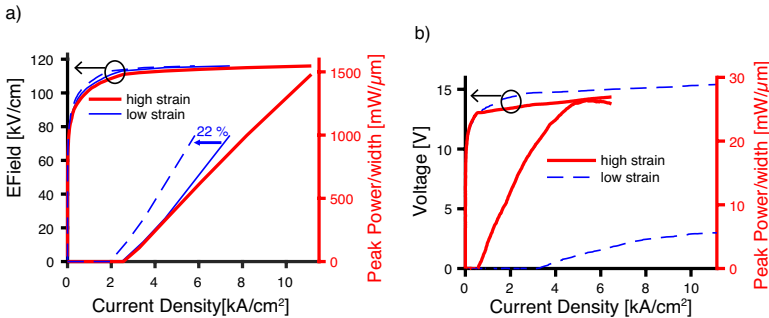 a)
EField [kV/cm]
120
100
80
60
40
20
0
0
2
4
6
8
10
Current Density[kA/cm²]
1500
1000
500
0
Peak Power/width [mW/µm]
high strain
low strain
22 %
b)
Voltage [V]
15
10
5
0
0
2
4
6
8
10
Current Density [kA/cm²]
30
20
10
0
Peak Power/width [mW/µm]
high strain
low strain